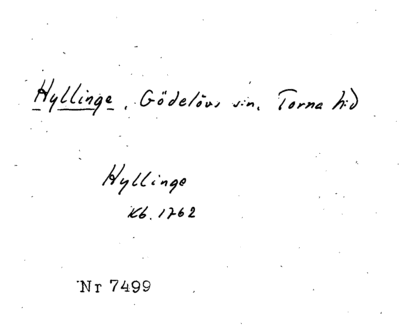 Hyllinge, Gödelövs sn, Torna hd
Hyllinge
Kb. 1762
Nr 7499